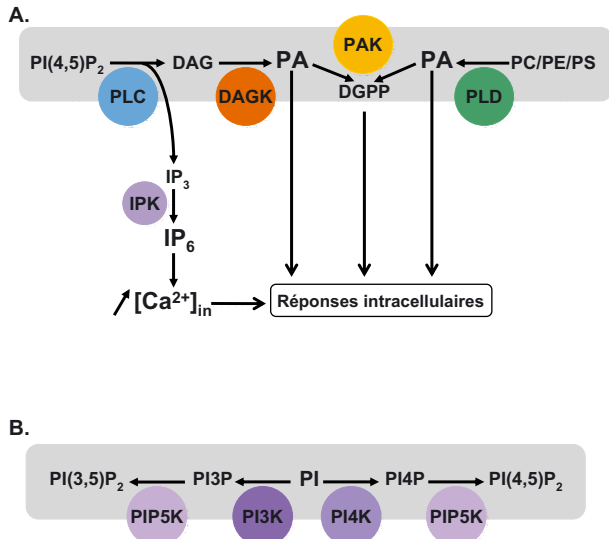 A.
PAK
PI(4,5)P₂ DAG PA PA PC/PE/PS
DGPP
PLC DAGK PLD
IP₃
IPK
IP₆
[Ca²⁺]in Réponses intracellulaires
B.
PI(3,5)P₂ PI3P PI PI4P PI(4,5)P₂
PIP5K PI3K PI4K PIP5K